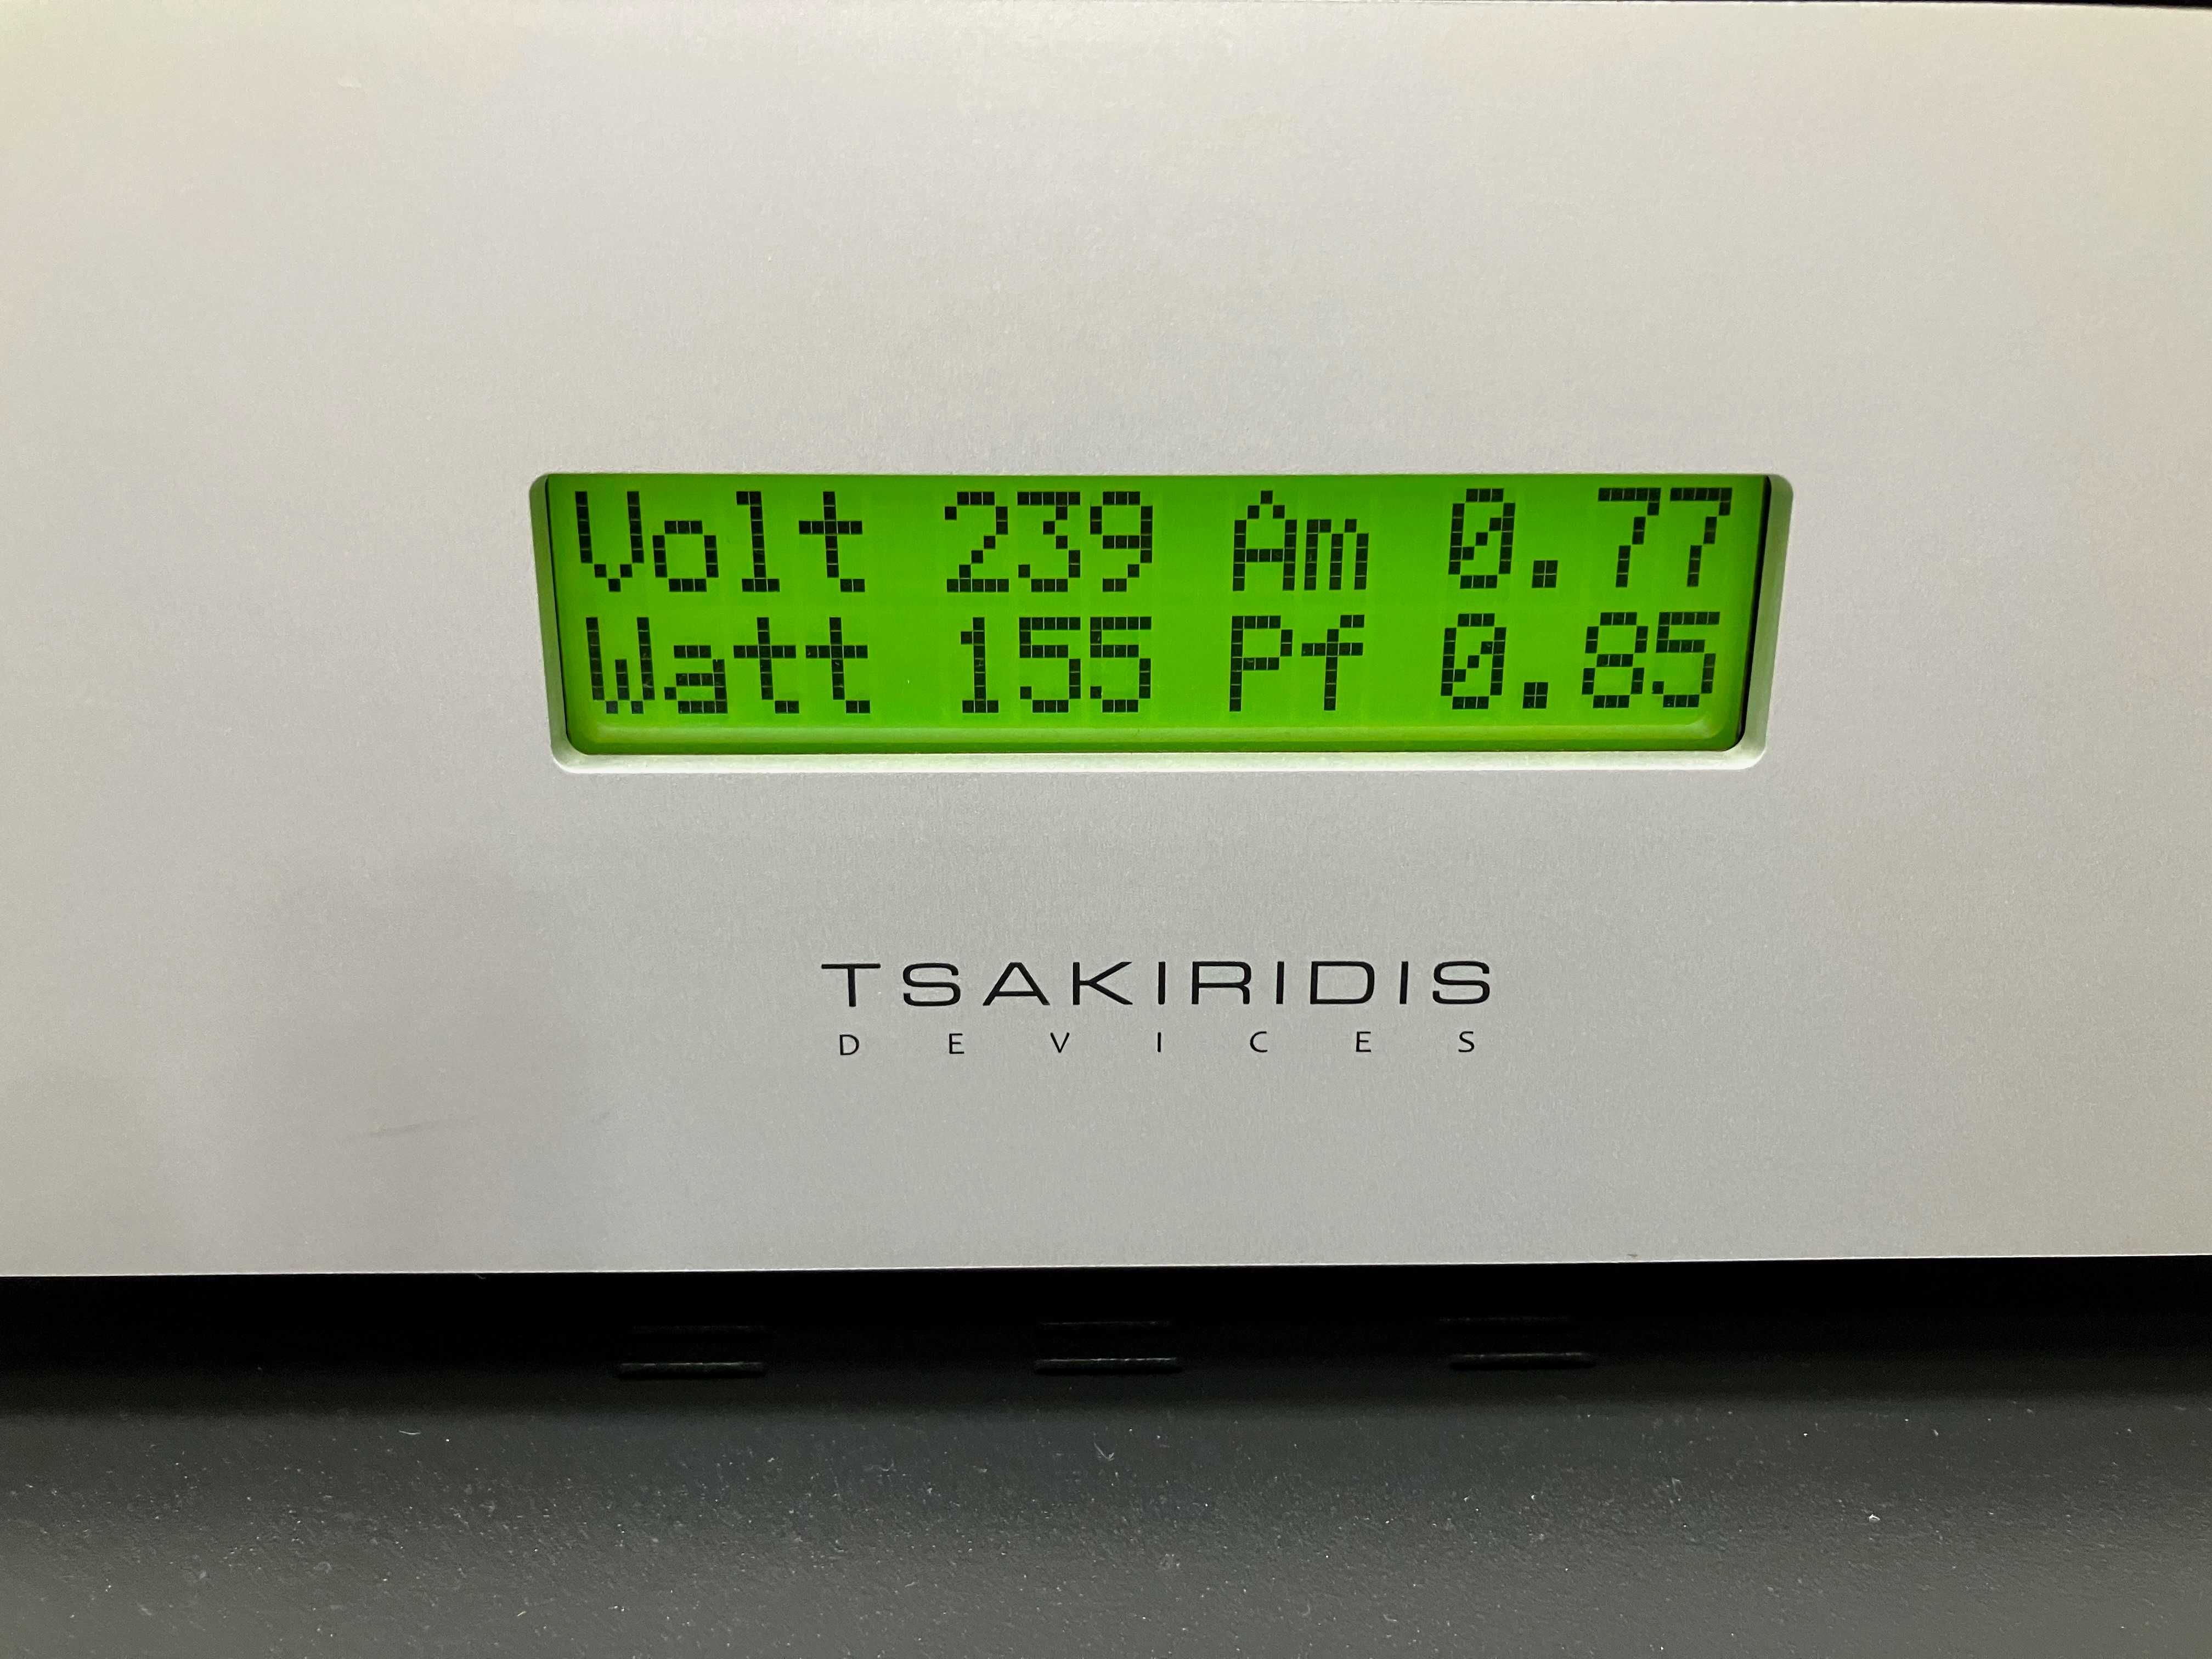 Volt 239 Am 0.77
Watt 155 Pf 0.85
TSAKIRIDIS
DEVICES